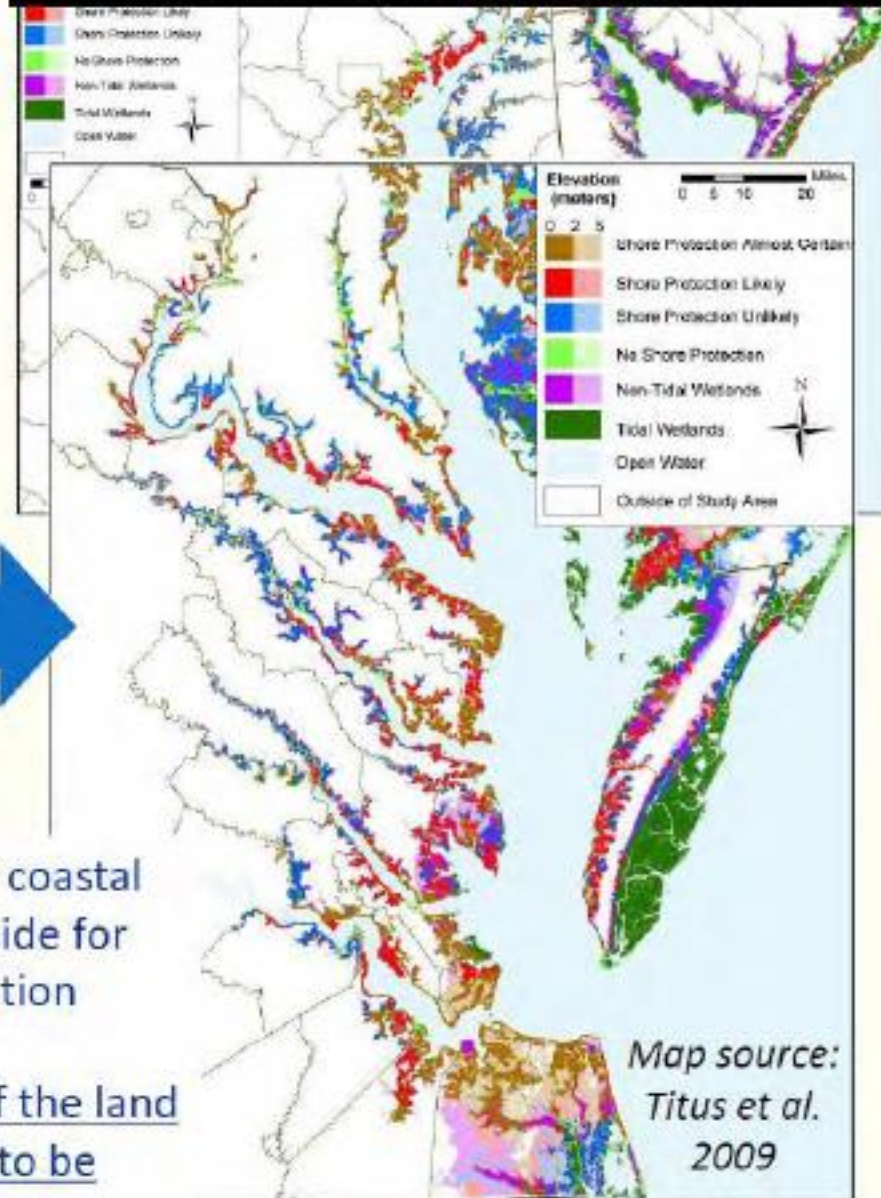 Shore Protection Likely
Shore Protection Unlikely
No Shore Protection
Non-Tidal Wetlands
Tidal Wetlands
Open Water
0
Elevation
(meters)
0 2 5
Miles
0 5 10 20
Shore Protection Almost Certain
Shore Protection Likely
Shore Protection Unlikely
No Shore Protection
Non-Tidal Wetlands
N
Tidal Wetlands
Open Water
Outside of Study Area
coastal
ide for
tion
f the land
to be
Map source:
Titus et al.
2009